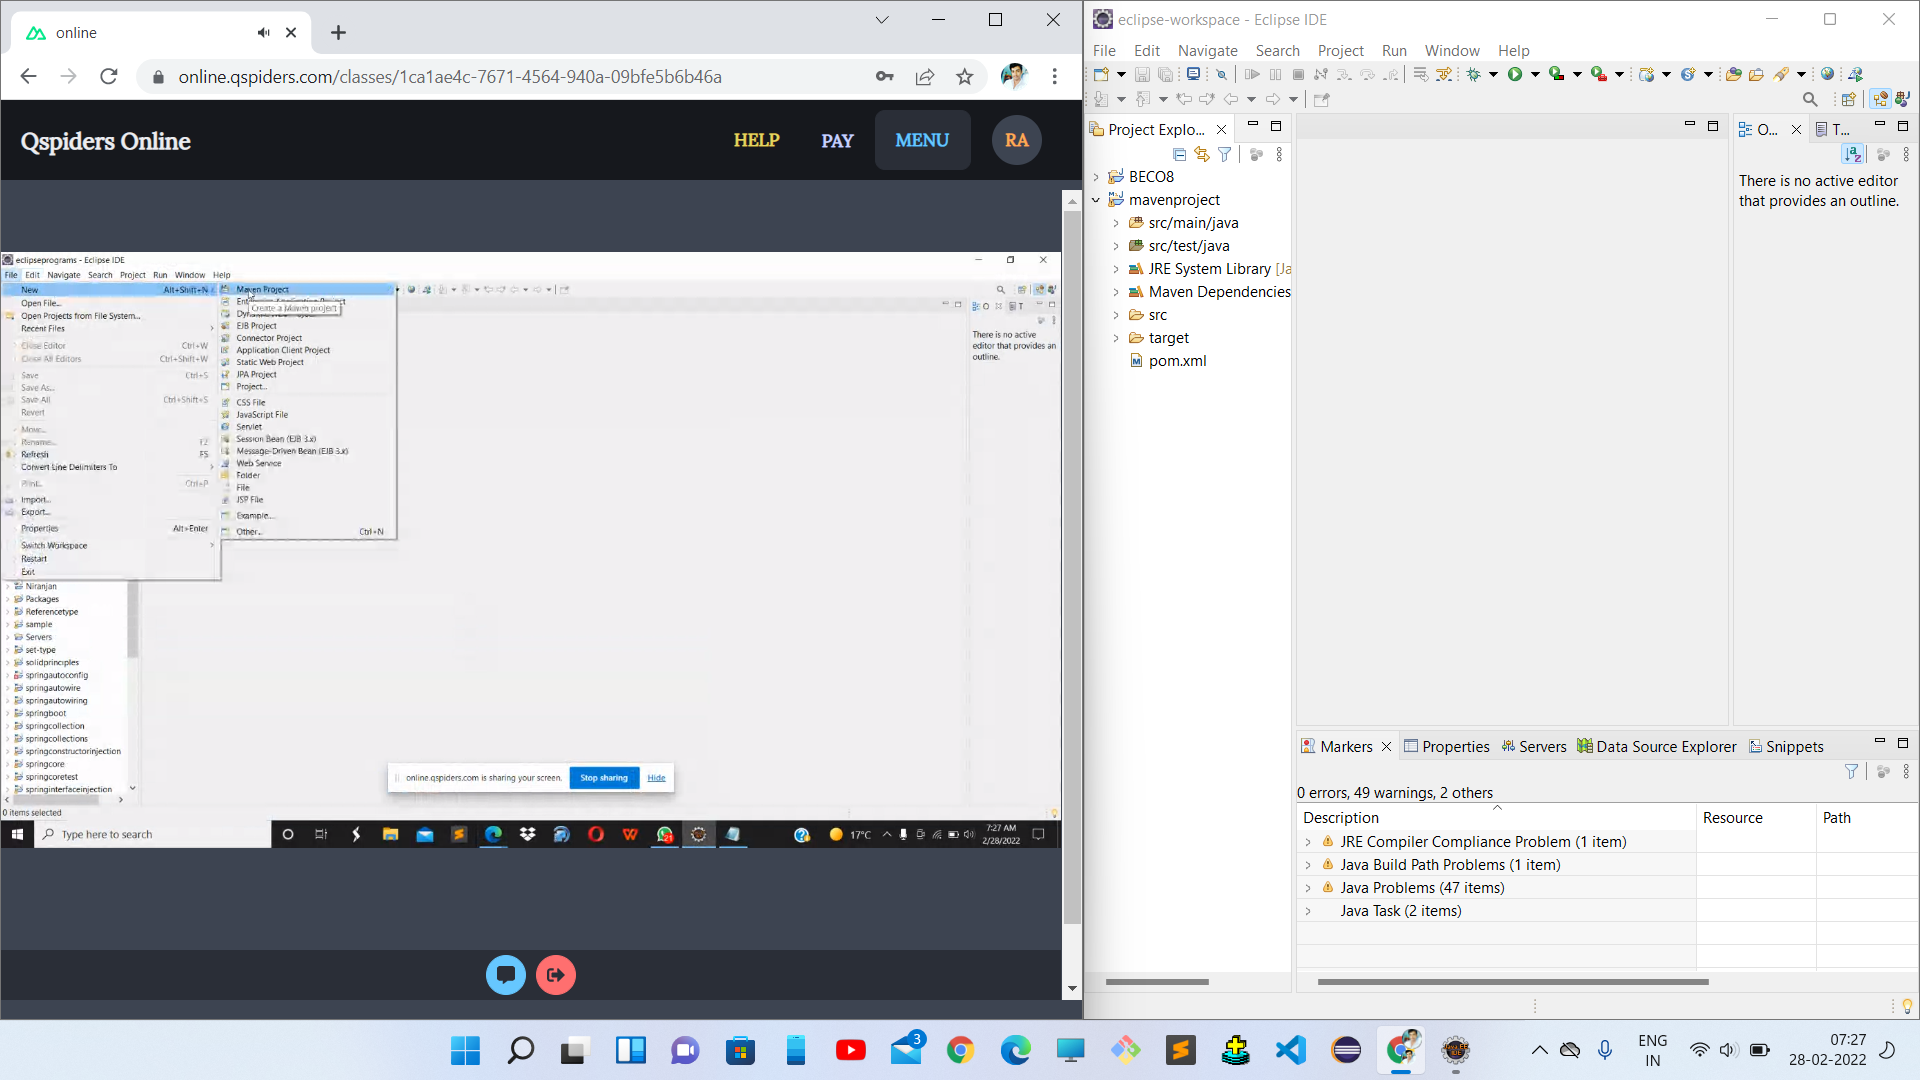 online
online.qspiders.com/classes/1ca1ae4c-7671-4564-940a-09bfe5b6b46a
Qspiders Online
HELP
PAY
MENU
RA
eclipseprograms - Eclipse IDE
File Edit Navigate Search Project Run Window Help
New Alt+Shift+N
Open File...
Open Projects from File System...
Recent Files
Close Editor Ctrl+W
Close All Editors Ctrl+Shift+W
Save Ctrl+S
Save As...
Save All Ctrl+Shift+S
Revert
Move...
Rename... F2
Refresh F5
Convert Line Delimiters To
Print... Ctrl+P
Import...
Export...
Properties Alt+Enter
Switch Workspace
Restart
Exit
Maven Project
Create a Maven project
EJB Project
Connector Project
Application Client Project
Static Web Project
JPA Project
Project...
CSS File
JavaScript File
Servlet
Session Bean (EJB 3.x)
Message-Driven Bean (EJB 3.x)
Web Service
Folder
File
JSP File
Example...
Other... Ctrl+N
There is no active
editor that provides an
outline.
Niranjan
Packages
Referencetype
sample
Servers
set-type
solidprinciples
springautoconfig
springautowire
springautowiring
springboot
springcollection
springcollections
springconstructorinjection
springcore
springcoretest
springinterfaceinjection
0 items selected
online.qspiders.com is sharing your screen.
Stop sharing
Hide
Type here to search
17°C
7:27 AM
2/28/2022
eclipse-workspace - Eclipse IDE
File Edit Navigate Search Project Run Window Help
Project Explo...
BECO8
mavenproject
src/main/java
src/test/java
JRE System Library [Ja
Maven Dependencies
src
target
pom.xml
O...
T...
There is no active editor
that provides an outline.
Markers
Properties
Servers
Data Source Explorer
Snippets
0 errors, 49 warnings, 2 others
Description Resource Path
JRE Compiler Compliance Problem (1 item)
Java Build Path Problems (1 item)
Java Problems (47 items)
Java Task (2 items)
3
ENG
IN
07:27
28-02-2022